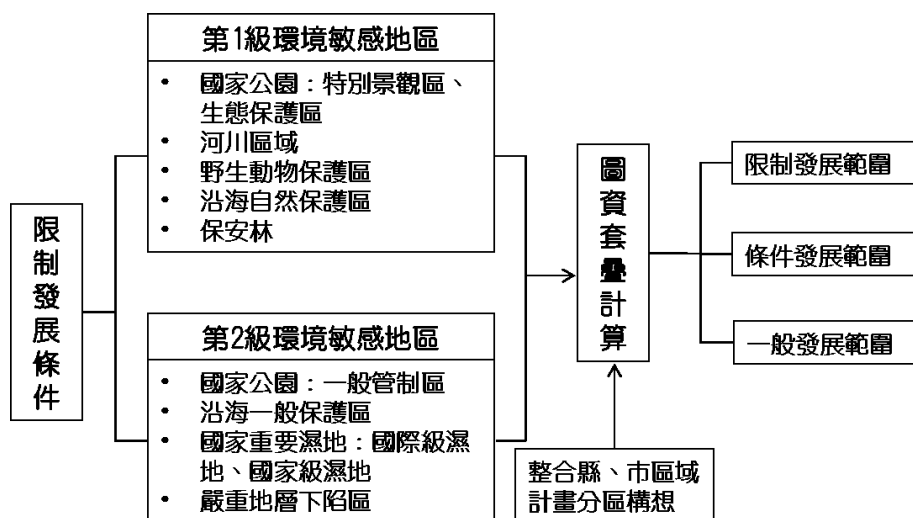 限制發展條件
第1級環境敏感地區
• 國家公園：特別景觀區、
生態保護區
• 河川區域
• 野生動物保護區
• 沿海自然保護區
• 保安林
第2級環境敏感地區
• 國家公園：一般管制區
• 沿海一般保護區
• 國家重要濕地：國際級濕
地、國家級濕地
• 嚴重地層下陷區
圖資套疊計算
整合縣、市區域
計畫分區構想
限制發展範圍
條件發展範圍
一般發展範圍